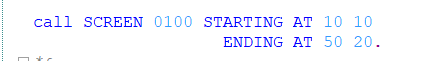 call SCREEN 0100 STARTING AT 10 10
ENDING AT 50 20.